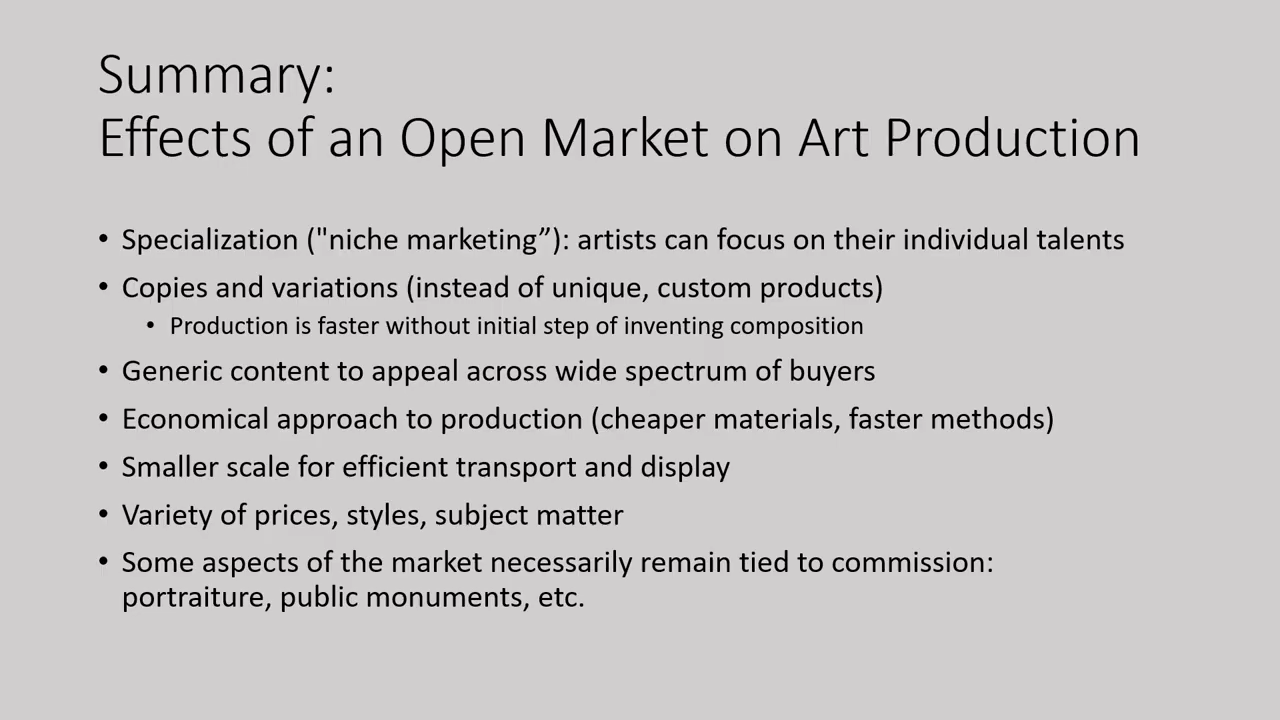 Summary:
Effects of an Open Market on Art Production
• Specialization ("niche marketing”): artists can focus on their individual talents
• Copies and variations (instead of unique, custom products)
• Production is faster without initial step of inventing composition
• Generic content to appeal across wide spectrum of buyers
• Economical approach to production (cheaper materials, faster methods)
• Smaller scale for efficient transport and display
• Variety of prices, styles, subject matter
• Some aspects of the market necessarily remain tied to commission:
portraiture, public monuments, etc.